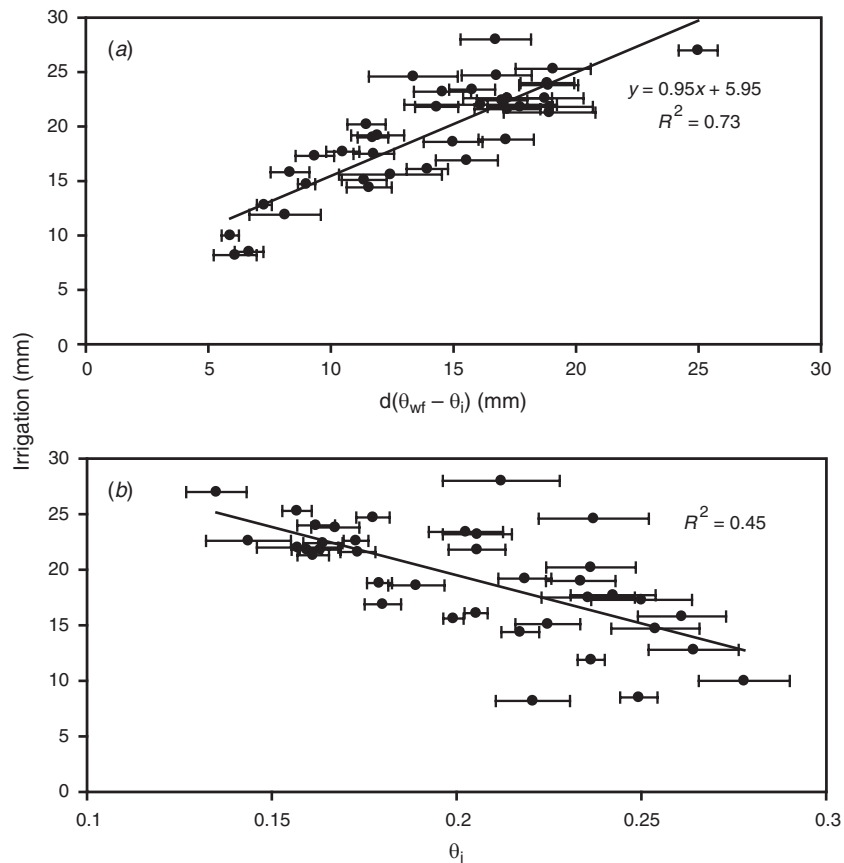 (a)
30
25
20
15
10
5
0
y = 0.95x + 5.95
R² = 0.73
0 5 10 15 20 25 30
d(θwf – θi) (mm)
Irrigation (mm)
(b)
30
25
20
15
10
5
0
R² = 0.45
0.1 0.15 0.2 0.25 0.3
θi